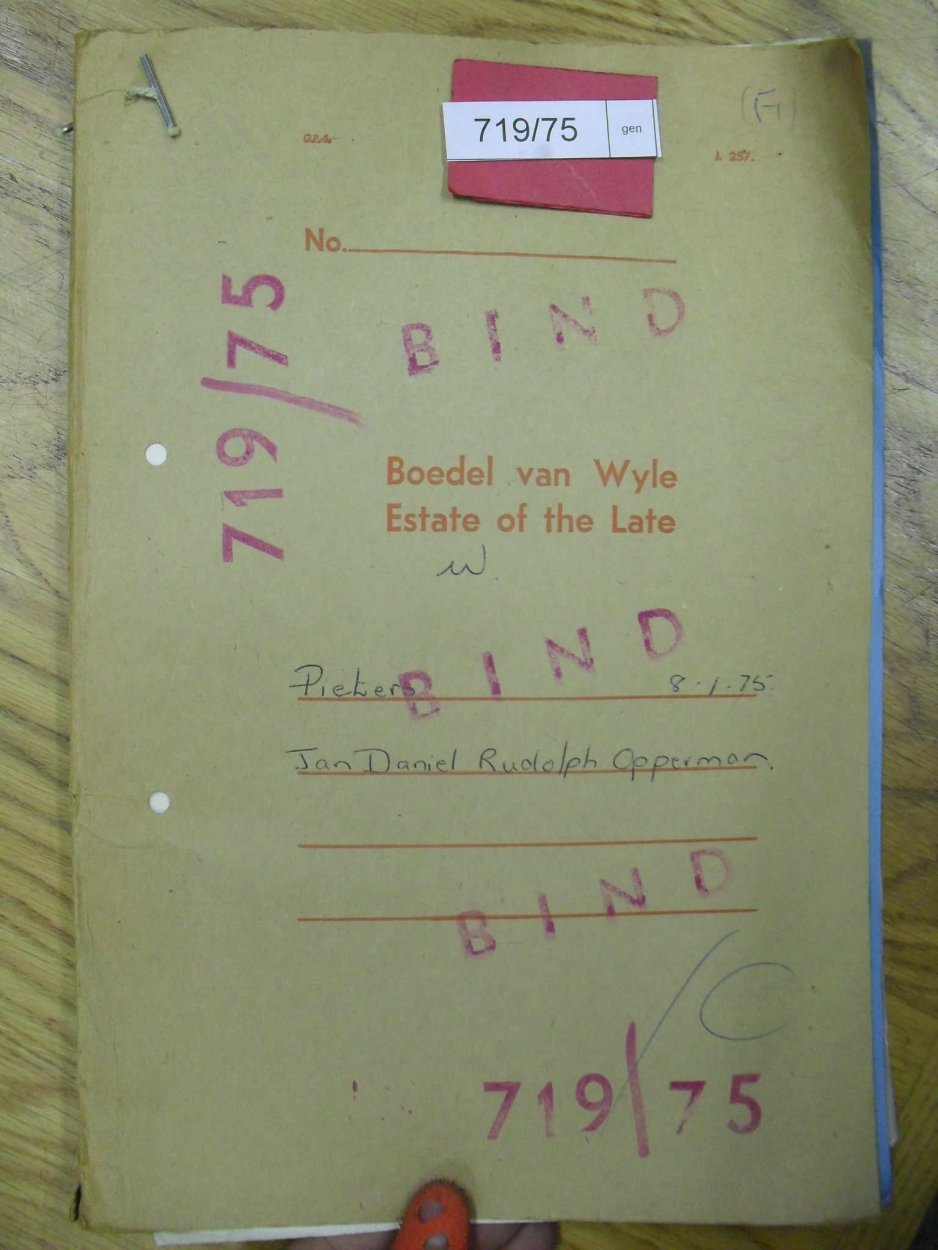 (F1)
719/75 gen
G.P.-S.
J. 257.
No.
719/75
BIND
Boedel van Wyle
Estate of the Late
W.
BIND
Pieters 8.1.75.
Jan Daniel Rudolph Opperman.
BIND
/C
719/75